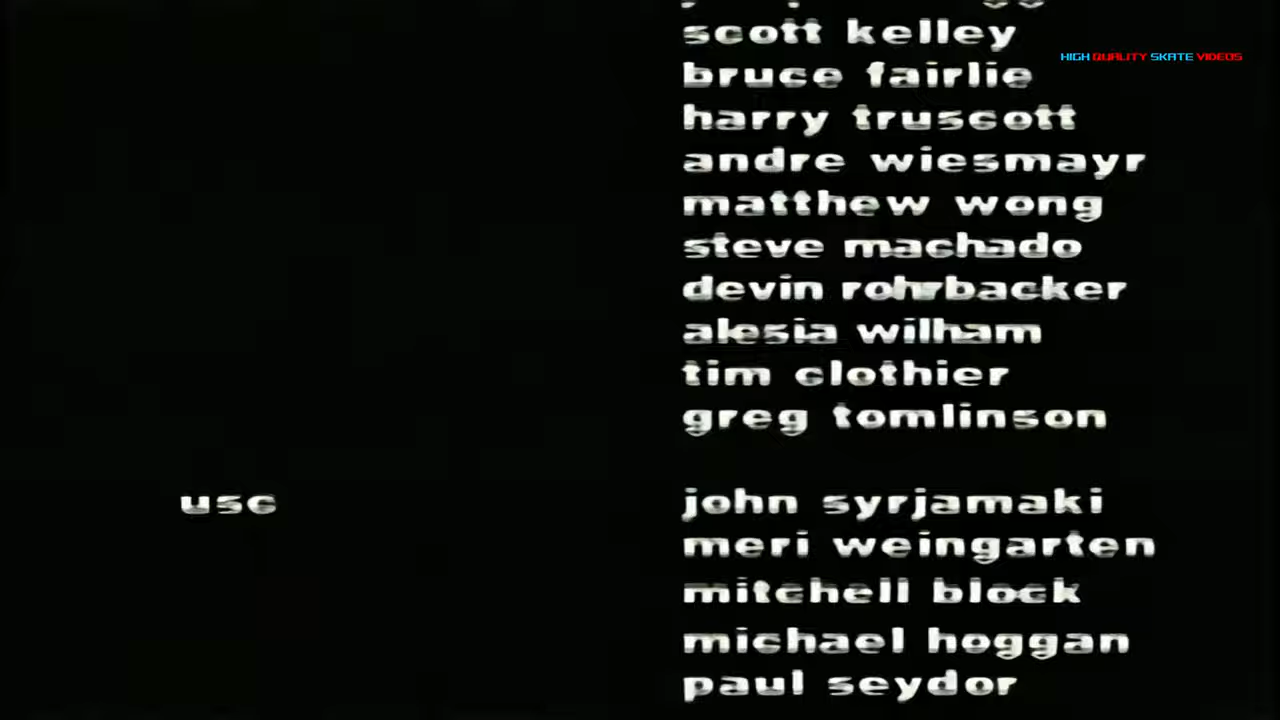 scott kelley
HIGH QUALITY SKATE VIDEOS
bruce fairlie
harry truscott
andre wiesmayr
matthew wong
steve machado
devin rohrbacker
alesia wilham
tim clothier
greg tomlinson
usc john syrjamaki
meri weingarten
mitchell block
michael hoggan
paul seydor